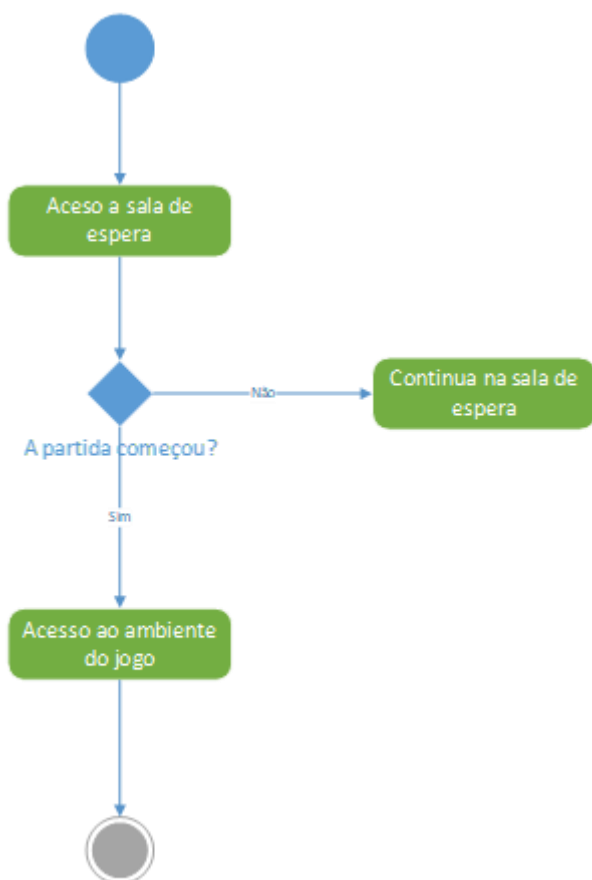 Aceso a sala de
espera
Não
Continua na sala de
espera
A partida começou?
Sim
Acesso ao ambiente
do jogo